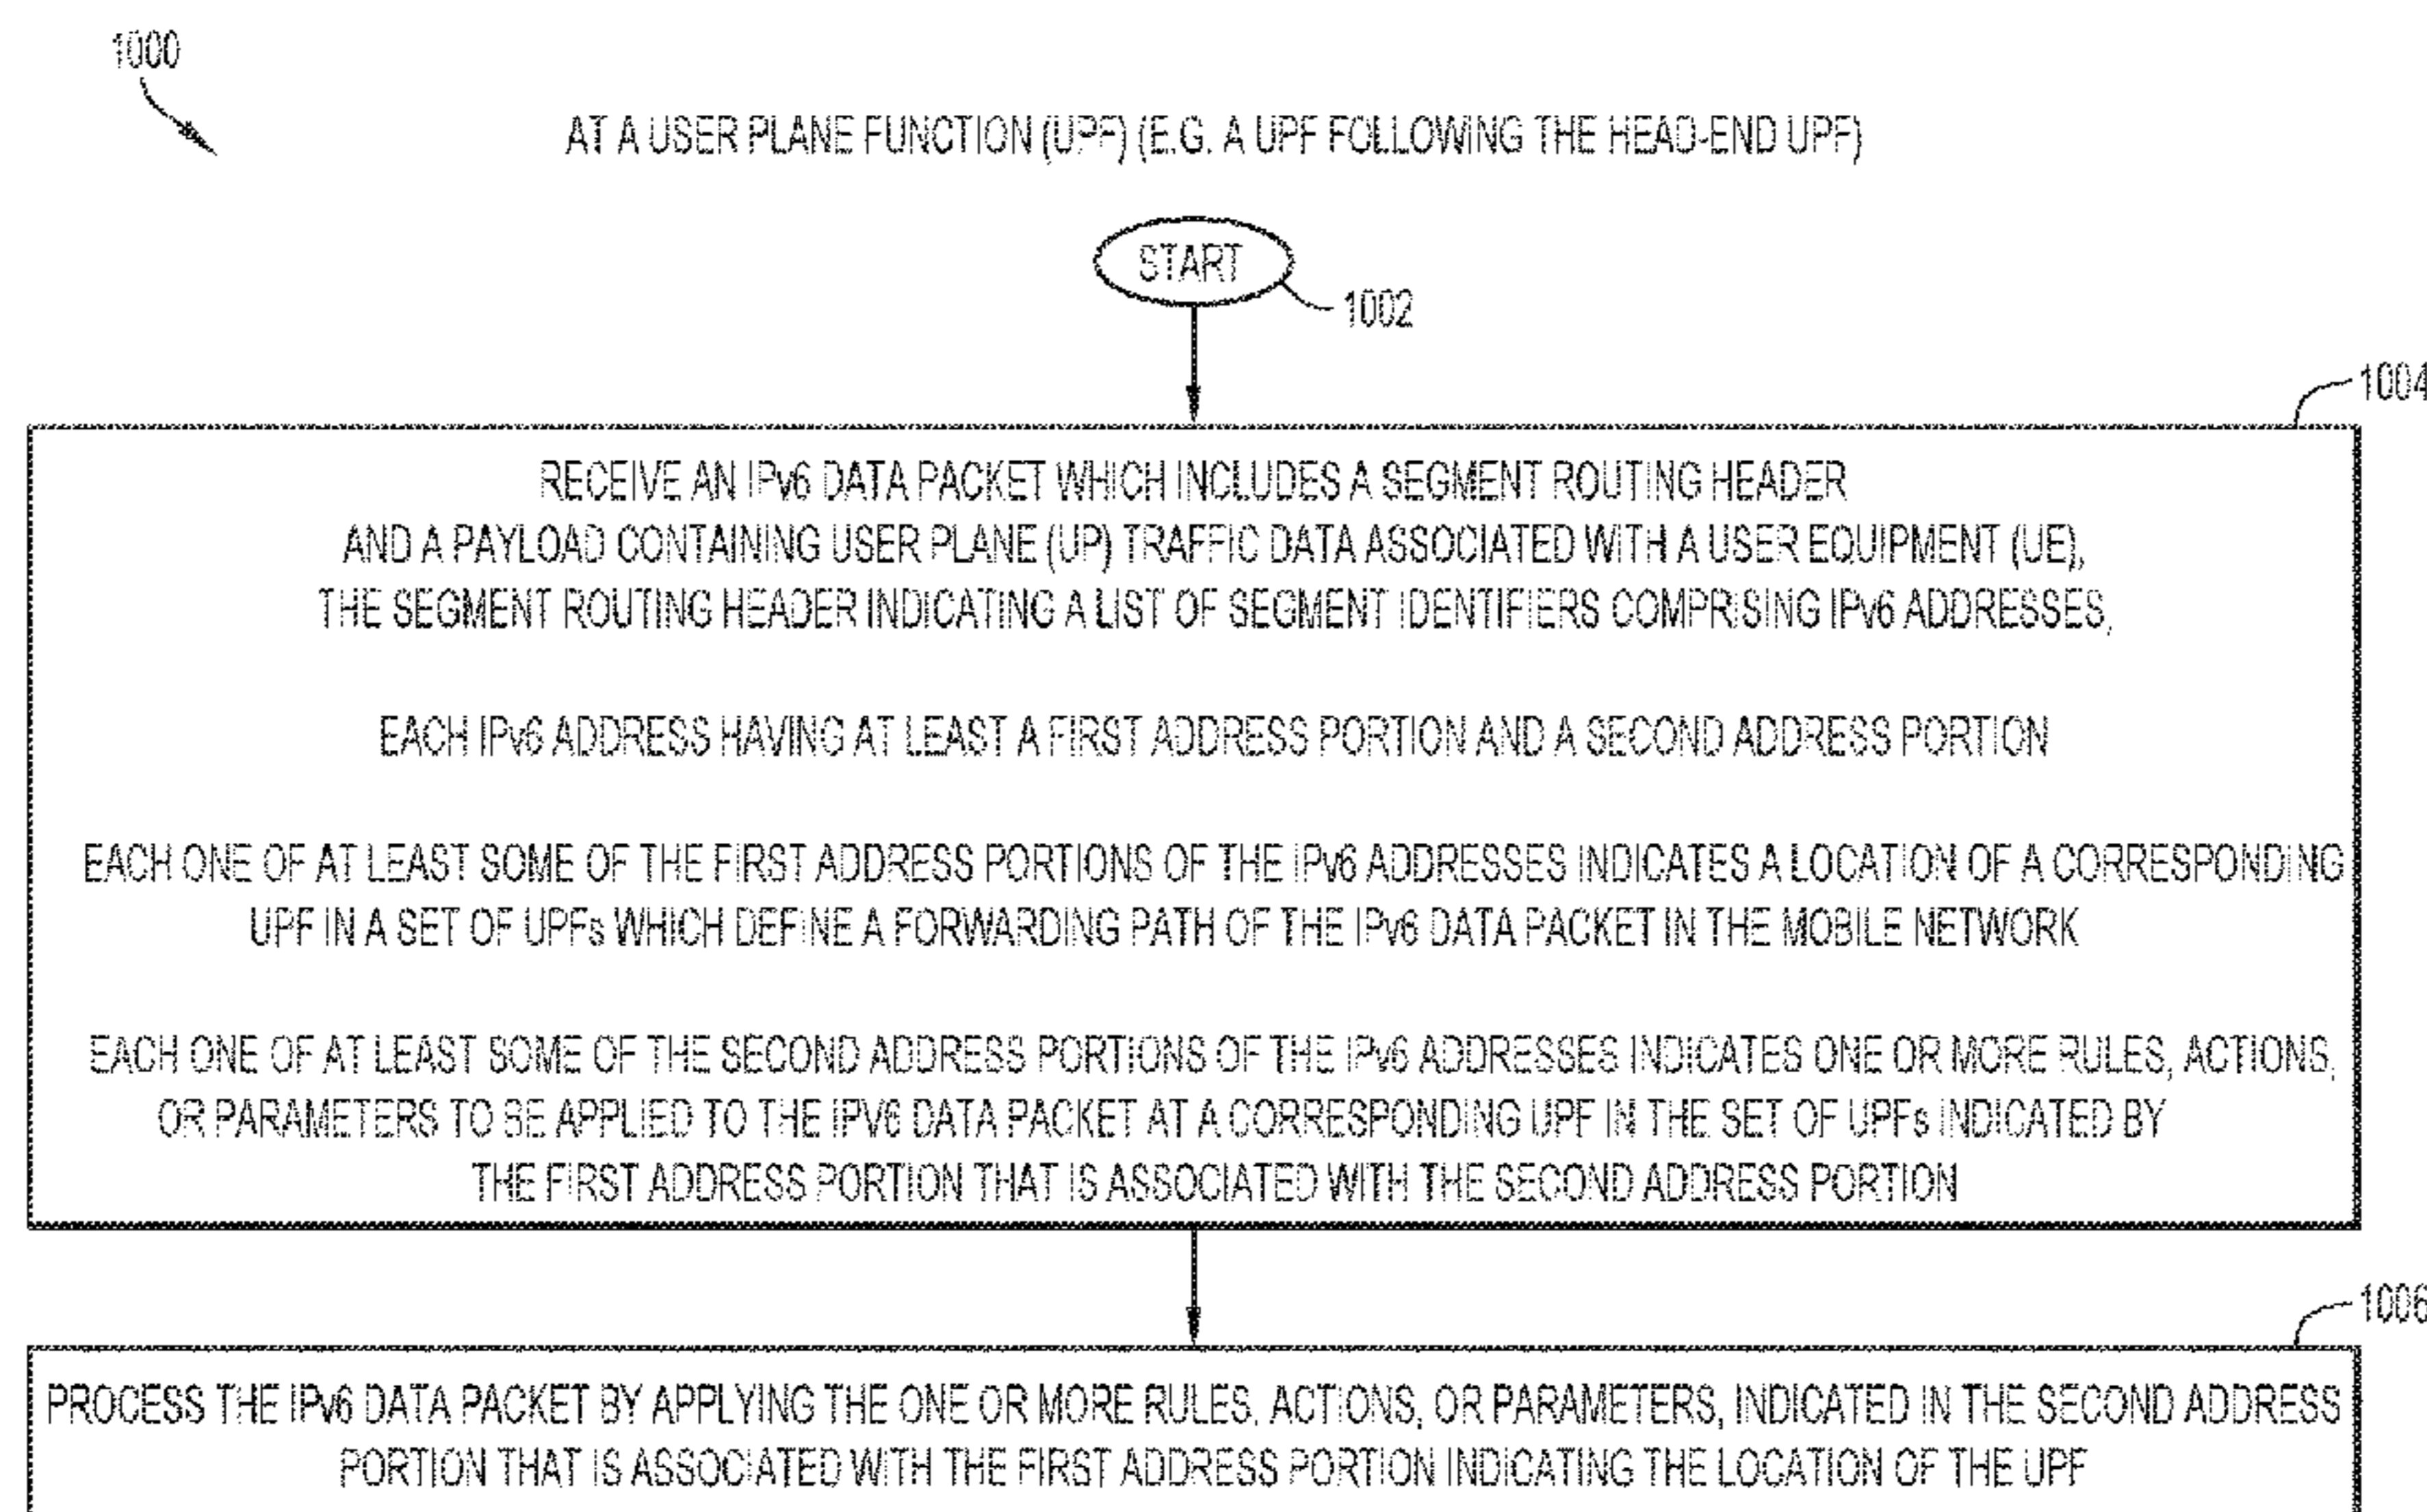 1000
AT A USER PLANE FUNCTION (UPF) (E.G. A UPF FOLLOWING THE HEAD-END UPF)
START
1002
1004
RECEIVE AN IPv6 DATA PACKET WHICH INCLUDES A SEGMENT ROUTING HEADER
AND A PAYLOAD CONTAINING USER PLANE (UP) TRAFFIC DATA ASSOCIATED WITH A USER EQUIPMENT (UE),
THE SEGMENT ROUTING HEADER INDICATING A LIST OF SEGMENT IDENTIFIERS COMPRISING IPv6 ADDRESSES,
EACH IPv6 ADDRESS HAVING AT LEAST A FIRST ADDRESS PORTION AND A SECOND ADDRESS PORTION
EACH ONE OF AT LEAST SOME OF THE FIRST ADDRESS PORTIONS OF THE IPv6 ADDRESSES INDICATES A LOCATION OF A CORRESPONDING
UPF IN A SET OF UPFs WHICH DEFINE A FORWARDING PATH OF THE IPv6 DATA PACKET IN THE MOBILE NETWORK
EACH ONE OF AT LEAST SOME OF THE SECOND ADDRESS PORTIONS OF THE IPv6 ADDRESSES INDICATES ONE OR MORE RULES, ACTIONS,
OR PARAMETERS TO BE APPLIED TO THE IPV6 DATA PACKET AT A CORRESPONDING UPF IN THE SET OF UPFs INDICATED BY
THE FIRST ADDRESS PORTION THAT IS ASSOCIATED WITH THE SECOND ADDRESS PORTION
1006
PROCESS THE IPv6 DATA PACKET BY APPLYING THE ONE OR MORE RULES, ACTIONS, OR PARAMETERS, INDICATED IN THE SECOND ADDRESS
PORTION THAT IS ASSOCIATED WITH THE FIRST ADDRESS PORTION INDICATING THE LOCATION OF THE UPF